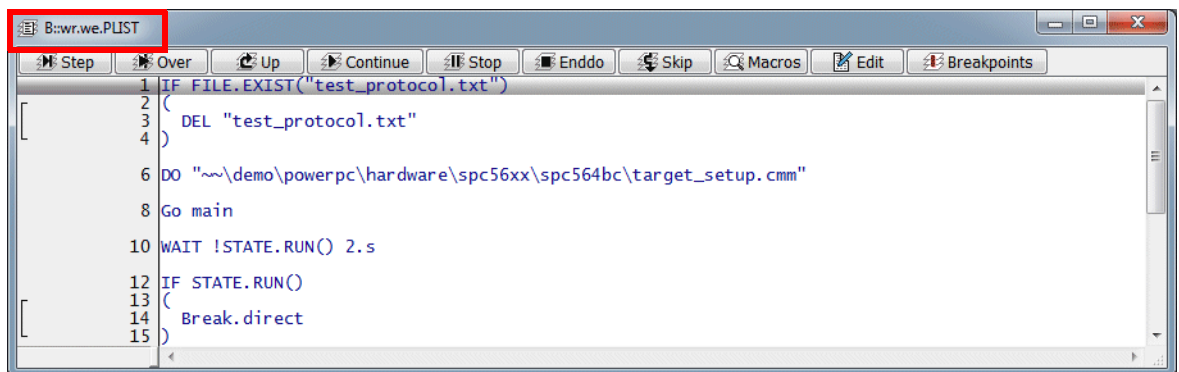 B::wr.we.PLIST
Step Over Up Continue Stop Enddo Skip Macros Edit Breakpoints
1 IF FILE.EXIST("test_protocol.txt")
2 (
3 DEL "test_protocol.txt"
4 )
6 DO "~~\demo\powerpc\hardware\spc56xx\spc564bc\target_setup.cmm"
8 Go main
10 WAIT !STATE.RUN() 2.s
12 IF STATE.RUN()
13 (
14 Break.direct
15 )